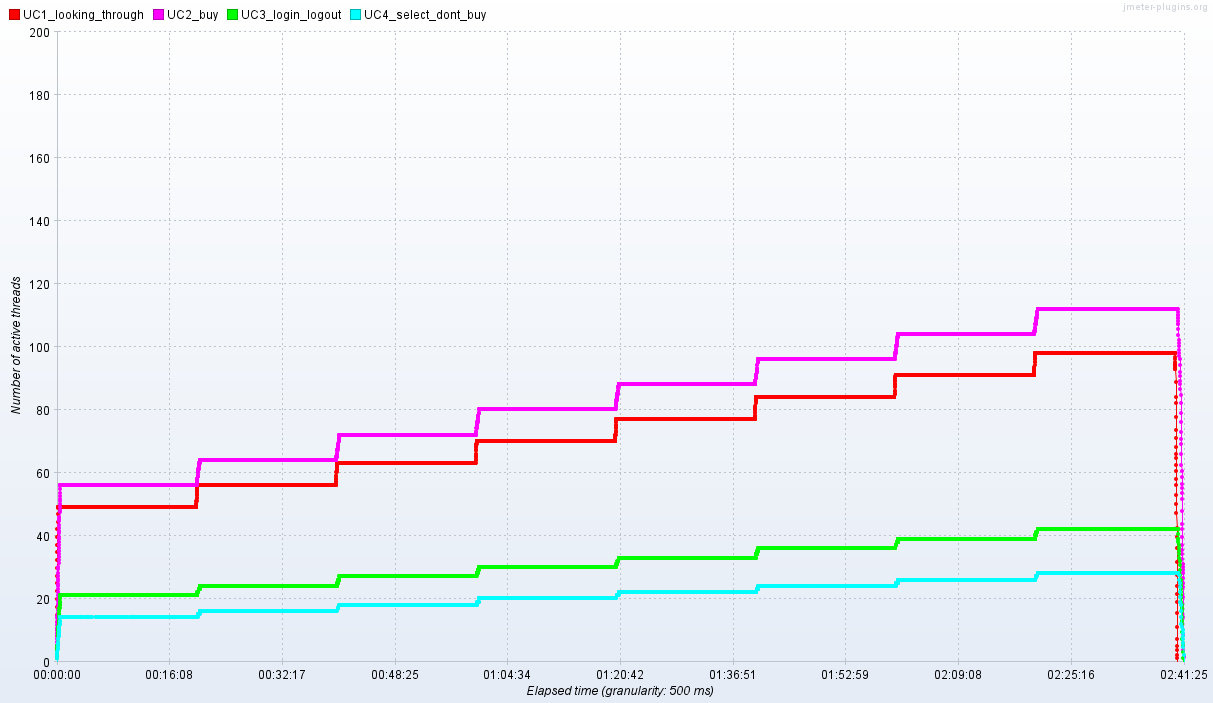 UC1_looking_through UC2_buy UC3_login_logout UC4_select_dont_buy
jmeter-plugins.org
200
180
160
140
120
100
80
60
40
20
0
Number of active threads
00:00:00 00:16:08 00:32:17 00:48:25 01:04:34 01:20:42 01:36:51 01:52:59 02:09:08 02:25:16 02:41:25
Elapsed time (granularity: 500 ms)